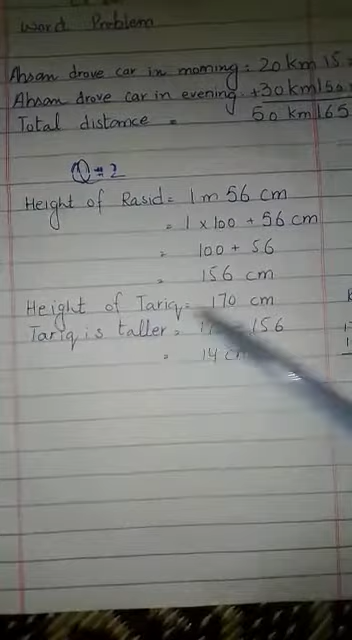 Word Problem
Ahsan drove car in morning = 20 km 15
Ahsan drove car in evening +30 km 150
Total distance = 50 km 165
Q=2
Height of Rasid = 1 m 56 cm
= 1 x 100 + 56 cm
= 100 + 56
= 156 cm
Height of Tariq = 170 cm
Tariq is taller = 156
= 14 cm